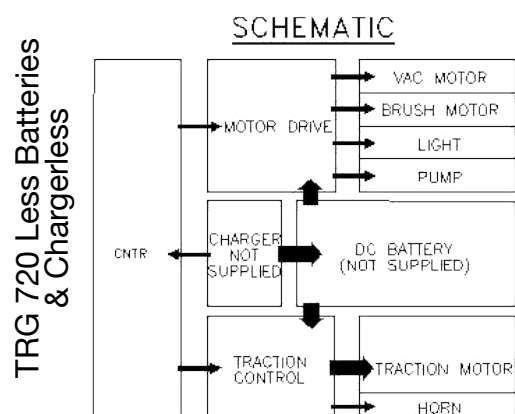 SCHEMATIC
TRG 720 Less Batteries
& Chargerless
CNTR
MOTOR DRIVE
VAC MOTOR
BRUSH MOTOR
LIGHT
PUMP
CHARGER
NOT
SUPPLIED
DC BATTERY
(NOT SUPPLIED)
TRACTION
CONTROL
TRACTION MOTOR
HORN